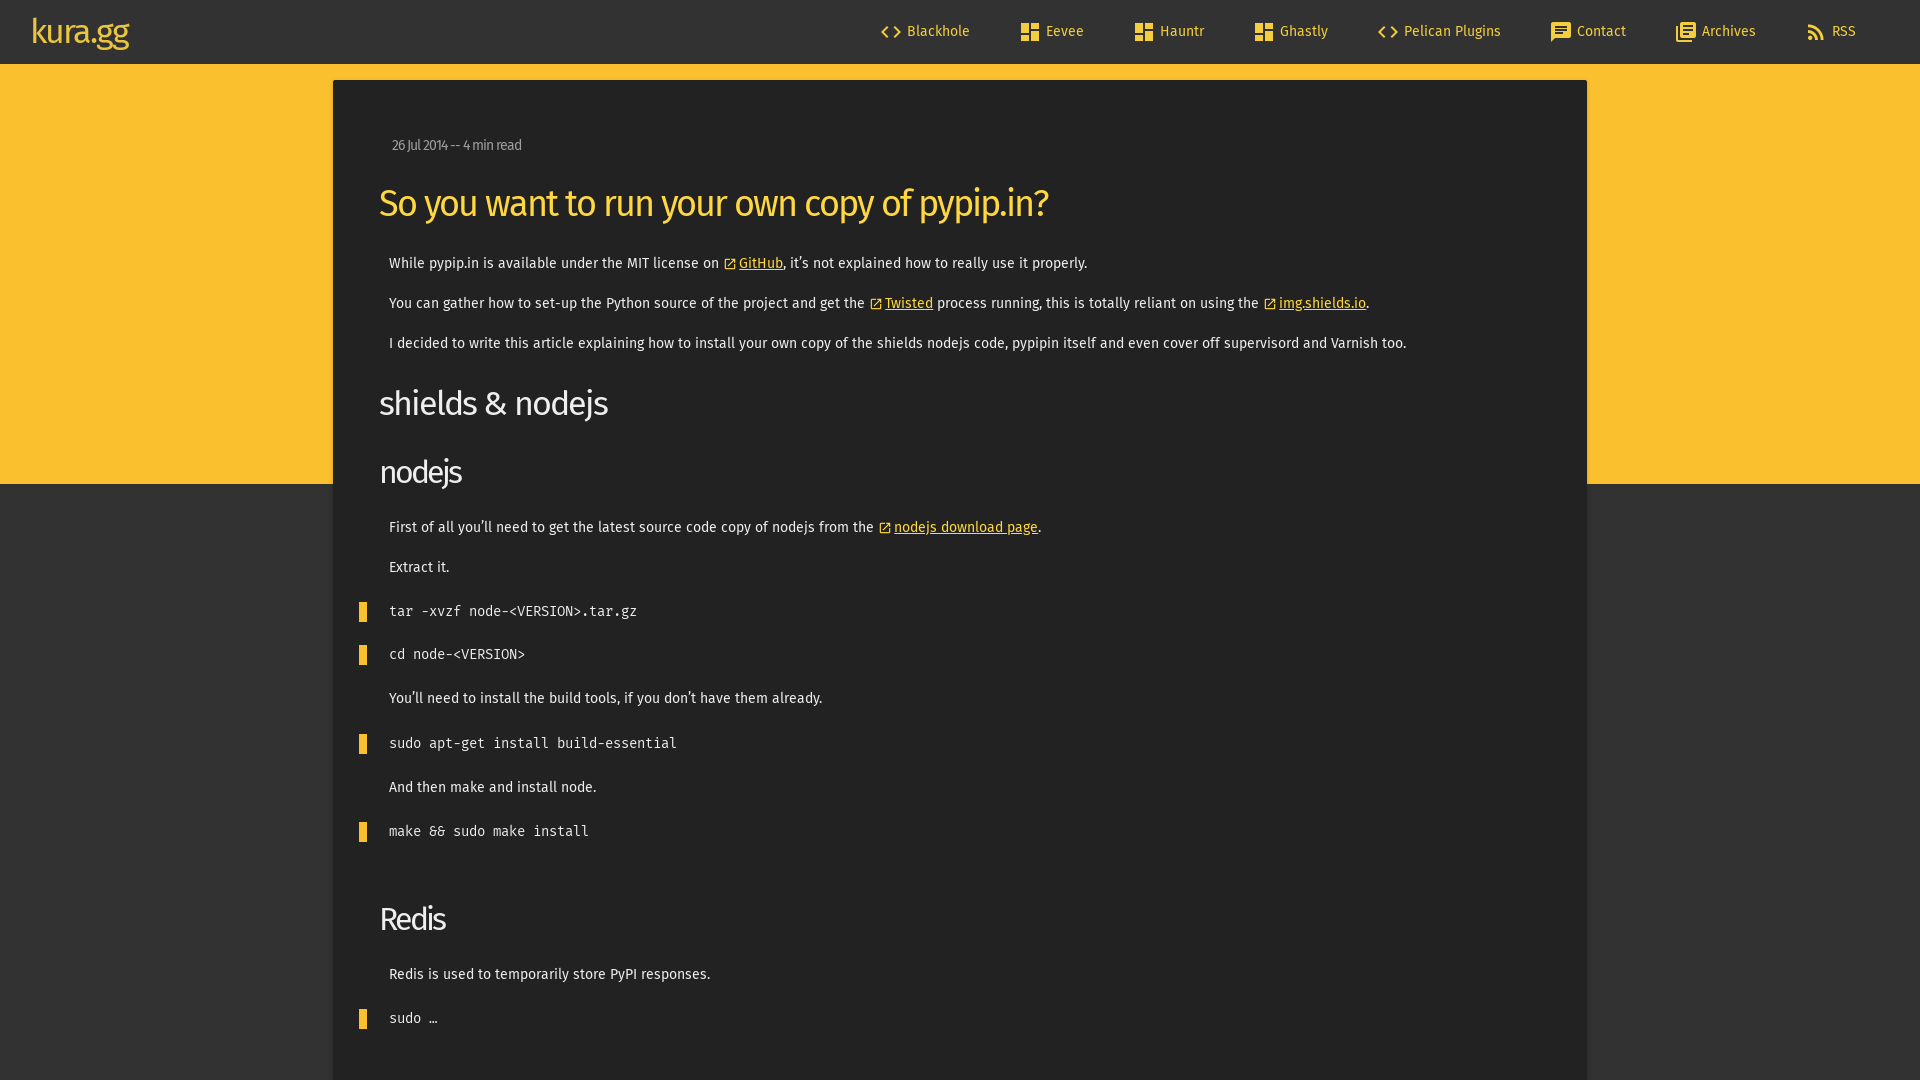 kura.gg
Blackhole
Eevee
Hauntr
Ghastly
Pelican Plugins
Contact
Archives
RSS
26 Jul 2014 -- 4 min read
So you want to run your own copy of pypip.in?
While pypip.in is available under the MIT license on GitHub, it’s not explained how to really use it properly.
You can gather how to set-up the Python source of the project and get the Twisted process running, this is totally reliant on using the img.shields.io.
I decided to write this article explaining how to install your own copy of the shields nodejs code, pypipin itself and even cover off supervisord and Varnish too.
shields & nodejs
nodejs
First of all you’ll need to get the latest source code copy of nodejs from the nodejs download page.
Extract it.
tar -xvzf node-<VERSION>.tar.gz
cd node-<VERSION>
You’ll need to install the build tools, if you don’t have them already.
sudo apt-get install build-essential
And then make and install node.
make && sudo make install
Redis
Redis is used to temporarily store PyPI responses.
sudo …